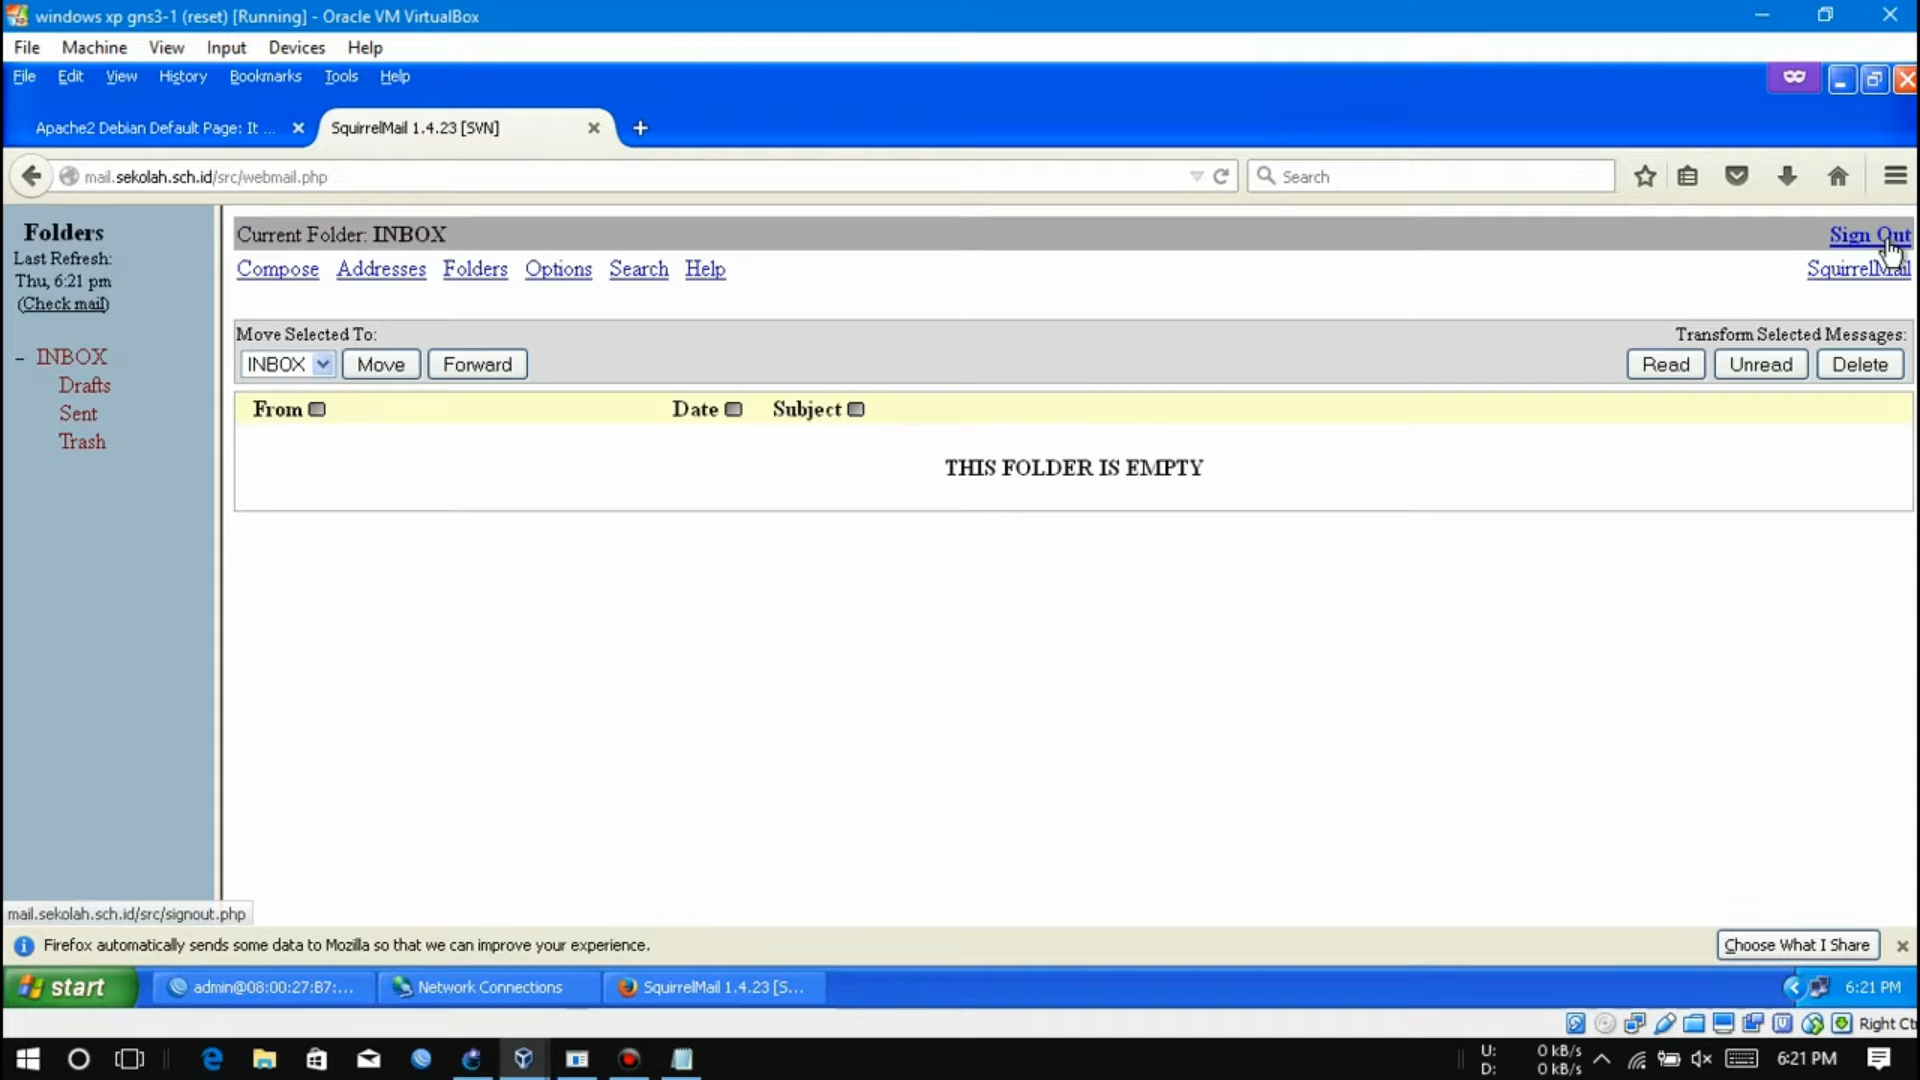 windows xp gns3-1 (reset) [Running] - Oracle VM VirtualBox
File Machine View Input Devices Help
File Edit View History Bookmarks Tools Help
Apache2 Debian Default Page: It ...
SquirrelMail 1.4.23 [SVN]
mail.sekolah.sch.id/src/webmail.php
Search
Folders
Last Refresh:
Thu, 6:21 pm
(Check mail)
– INBOX
Drafts
Sent
Trash
Current Folder: INBOX
Sign Out
Compose Addresses Folders Options Search Help
SquirrelMail
Move Selected To:
Transform Selected Messages:
INBOX Move Forward
Read Unread Delete
From Date Subject
THIS FOLDER IS EMPTY
mail.sekolah.sch.id/src/signout.php
Firefox automatically sends some data to Mozilla so that we can improve your experience.
Choose What I Share
start
admin@08:00:27:B7:...
Network Connections
SquirrelMail 1.4.23 [S...
6:21 PM
Right Ct
U: 0 kB/s
D: 0 kB/s
6:21 PM